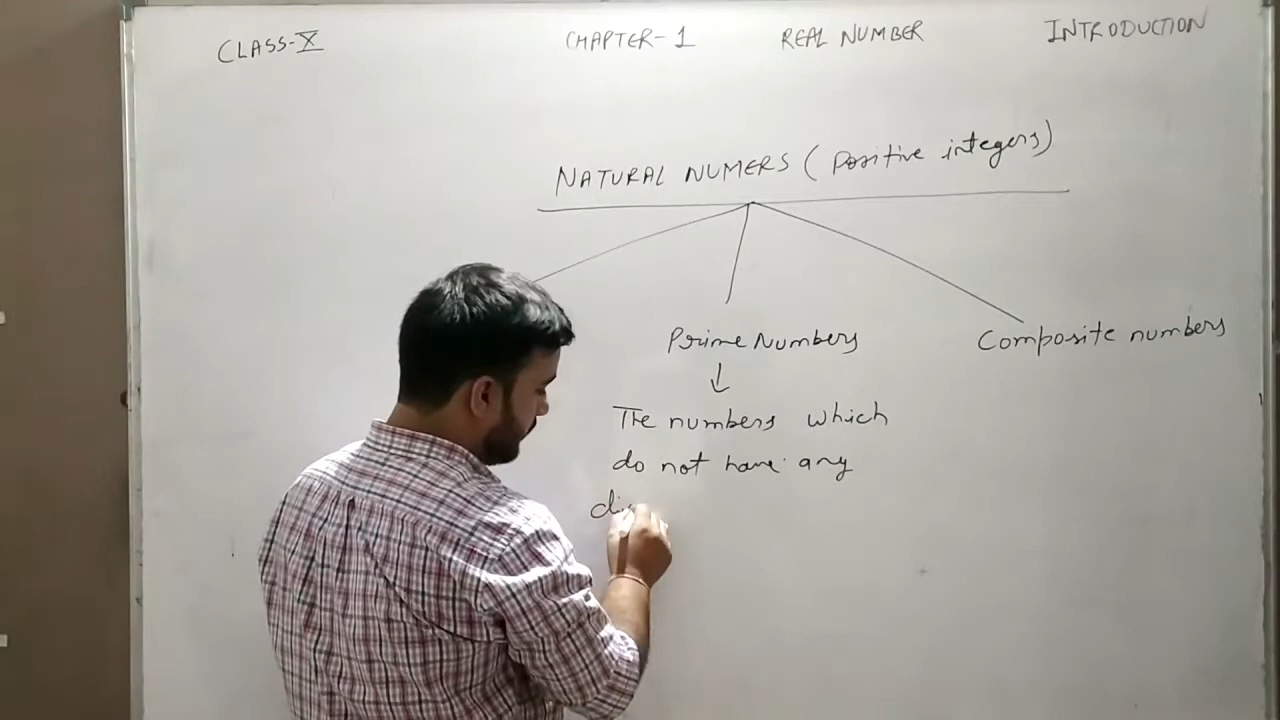 CLASS-X
CHAPTER-1
REAL NUMBER
INTRODUCTION
NATURAL NUMERS (Positive integers)
Prime Numbers
Composite numbers
The numbers which
do not have any